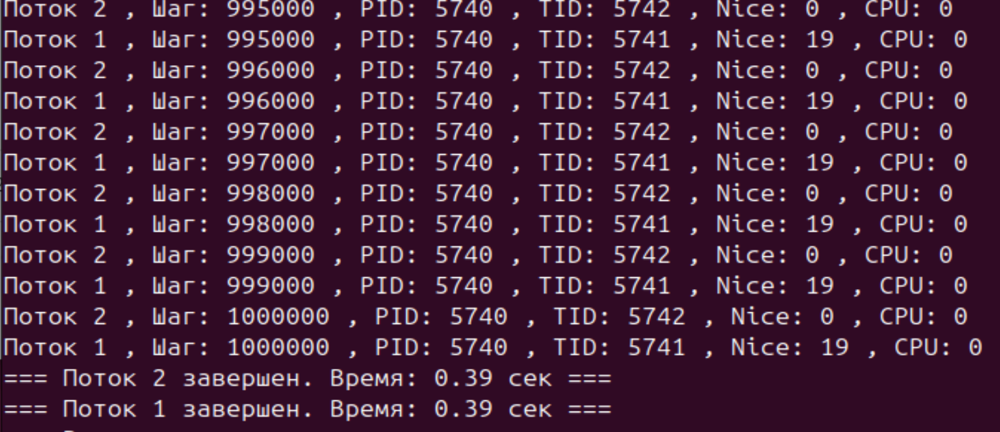 Поток 2 , Шаг: 995000 , PID: 5740 , TID: 5742 , Nice: 0 , CPU: 0
Поток 1 , Шаг: 995000 , PID: 5740 , TID: 5741 , Nice: 19 , CPU: 0
Поток 2 , Шаг: 996000 , PID: 5740 , TID: 5742 , Nice: 0 , CPU: 0
Поток 1 , Шаг: 996000 , PID: 5740 , TID: 5741 , Nice: 19 , CPU: 0
Поток 2 , Шаг: 997000 , PID: 5740 , TID: 5742 , Nice: 0 , CPU: 0
Поток 1 , Шаг: 997000 , PID: 5740 , TID: 5741 , Nice: 19 , CPU: 0
Поток 2 , Шаг: 998000 , PID: 5740 , TID: 5742 , Nice: 0 , CPU: 0
Поток 1 , Шаг: 998000 , PID: 5740 , TID: 5741 , Nice: 19 , CPU: 0
Поток 2 , Шаг: 999000 , PID: 5740 , TID: 5742 , Nice: 0 , CPU: 0
Поток 1 , Шаг: 999000 , PID: 5740 , TID: 5741 , Nice: 19 , CPU: 0
Поток 2 , Шаг: 1000000 , PID: 5740 , TID: 5742 , Nice: 0 , CPU: 0
Поток 1 , Шаг: 1000000 , PID: 5740 , TID: 5741 , Nice: 19 , CPU: 0
=== Поток 2 завершен. Время: 0.39 сек ===
=== Поток 1 завершен. Время: 0.39 сек ===